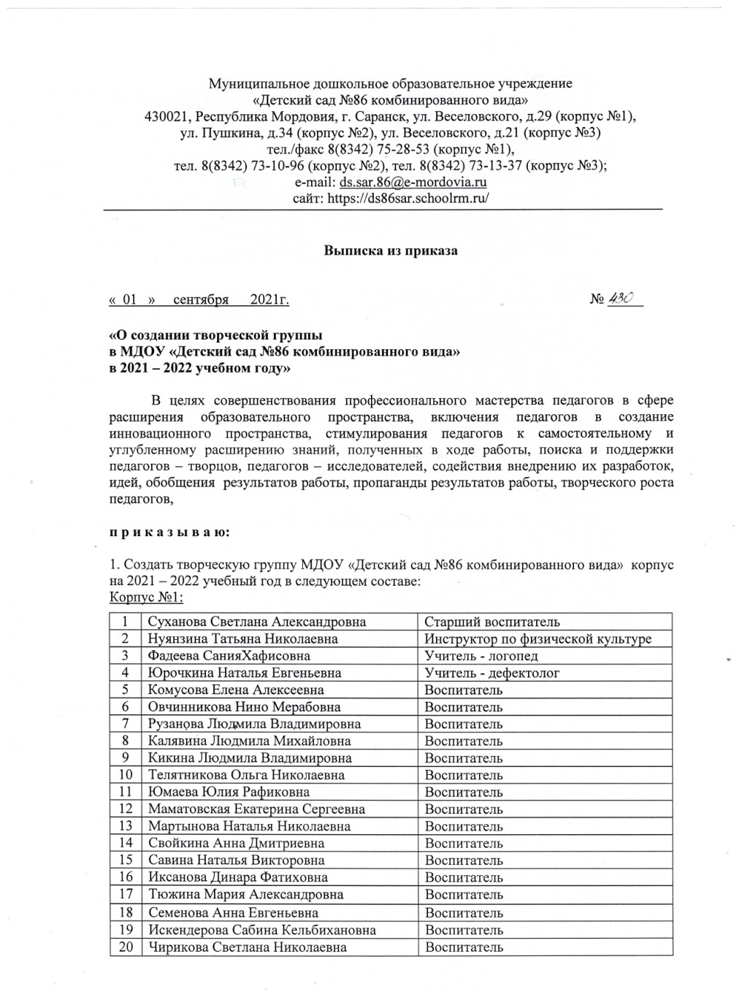 Муниципальное дошкольное образовательное учреждение
«Детский сад №86 комбинированного вида»
430021, Республика Мордовия, г. Саранск, ул. Веселовского, д.29 (корпус №1),
ул. Пушкина, д.34 (корпус №2), ул. Веселовского, д.21 (корпус №3)
тел./факс 8(8342) 75-28-53 (корпус №1),
тел. 8(8342) 73-10-96 (корпус №2), тел. 8(8342) 73-13-37 (корпус №3);
e-mail: ds.sar.86@e-mordovia.ru
сайт: https://ds86sar.schoolrm.ru/
Выписка из приказа
« 01 » сентября 2021г. № 430
«О создании творческой группы
в МДОУ «Детский сад №86 комбинированного вида»
в 2021 – 2022 учебном году»
В целях совершенствования профессионального мастерства педагогов в сфере
расширения образовательного пространства, включения педагогов в создание
инновационного пространства, стимулирования педагогов к самостоятельному и
углубленному расширению знаний, полученных в ходе работы, поиска и поддержки
педагогов – творцов, педагогов – исследователей, содействия внедрению их разработок,
идей, обобщения результатов работы, пропаганды результатов работы, творческого роста
педагогов,
п р и к а з ы в а ю:
1. Создать творческую группу МДОУ «Детский сад №86 комбинированного вида» корпус
на 2021 – 2022 учебный год в следующем составе:
Корпус №1:
1 Суханова Светлана Александровна Старший воспитатель
2 Нуянзина Татьяна Николаевна Инструктор по физической культуре
3 Фадеева СанияХафисовна Учитель - логопед
4 Юрочкина Наталья Евгеньевна Учитель - дефектолог
5 Комусова Елена Алексеевна Воспитатель
6 Овчинникова Нино Мерабовна Воспитатель
7 Рузанова Людмила Владимировна Воспитатель
8 Калявина Людмила Михайловна Воспитатель
9 Кикина Людмила Владимировна Воспитатель
10 Телятникова Ольга Николаевна Воспитатель
11 Юмаева Юлия Рафиковна Воспитатель
12 Маматовская Екатерина Сергеевна Воспитатель
13 Мартынова Наталья Николаевна Воспитатель
14 Свойкина Анна Дмитриевна Воспитатель
15 Савина Наталья Викторовна Воспитатель
16 Иксанова Динара Фатиховна Воспитатель
17 Тюжина Мария Александровна Воспитатель
18 Семенова Анна Евгеньевна Воспитатель
19 Искендерова Сабина Кельбихановна Воспитатель
20 Чирикова Светлана Николаевна Воспитатель